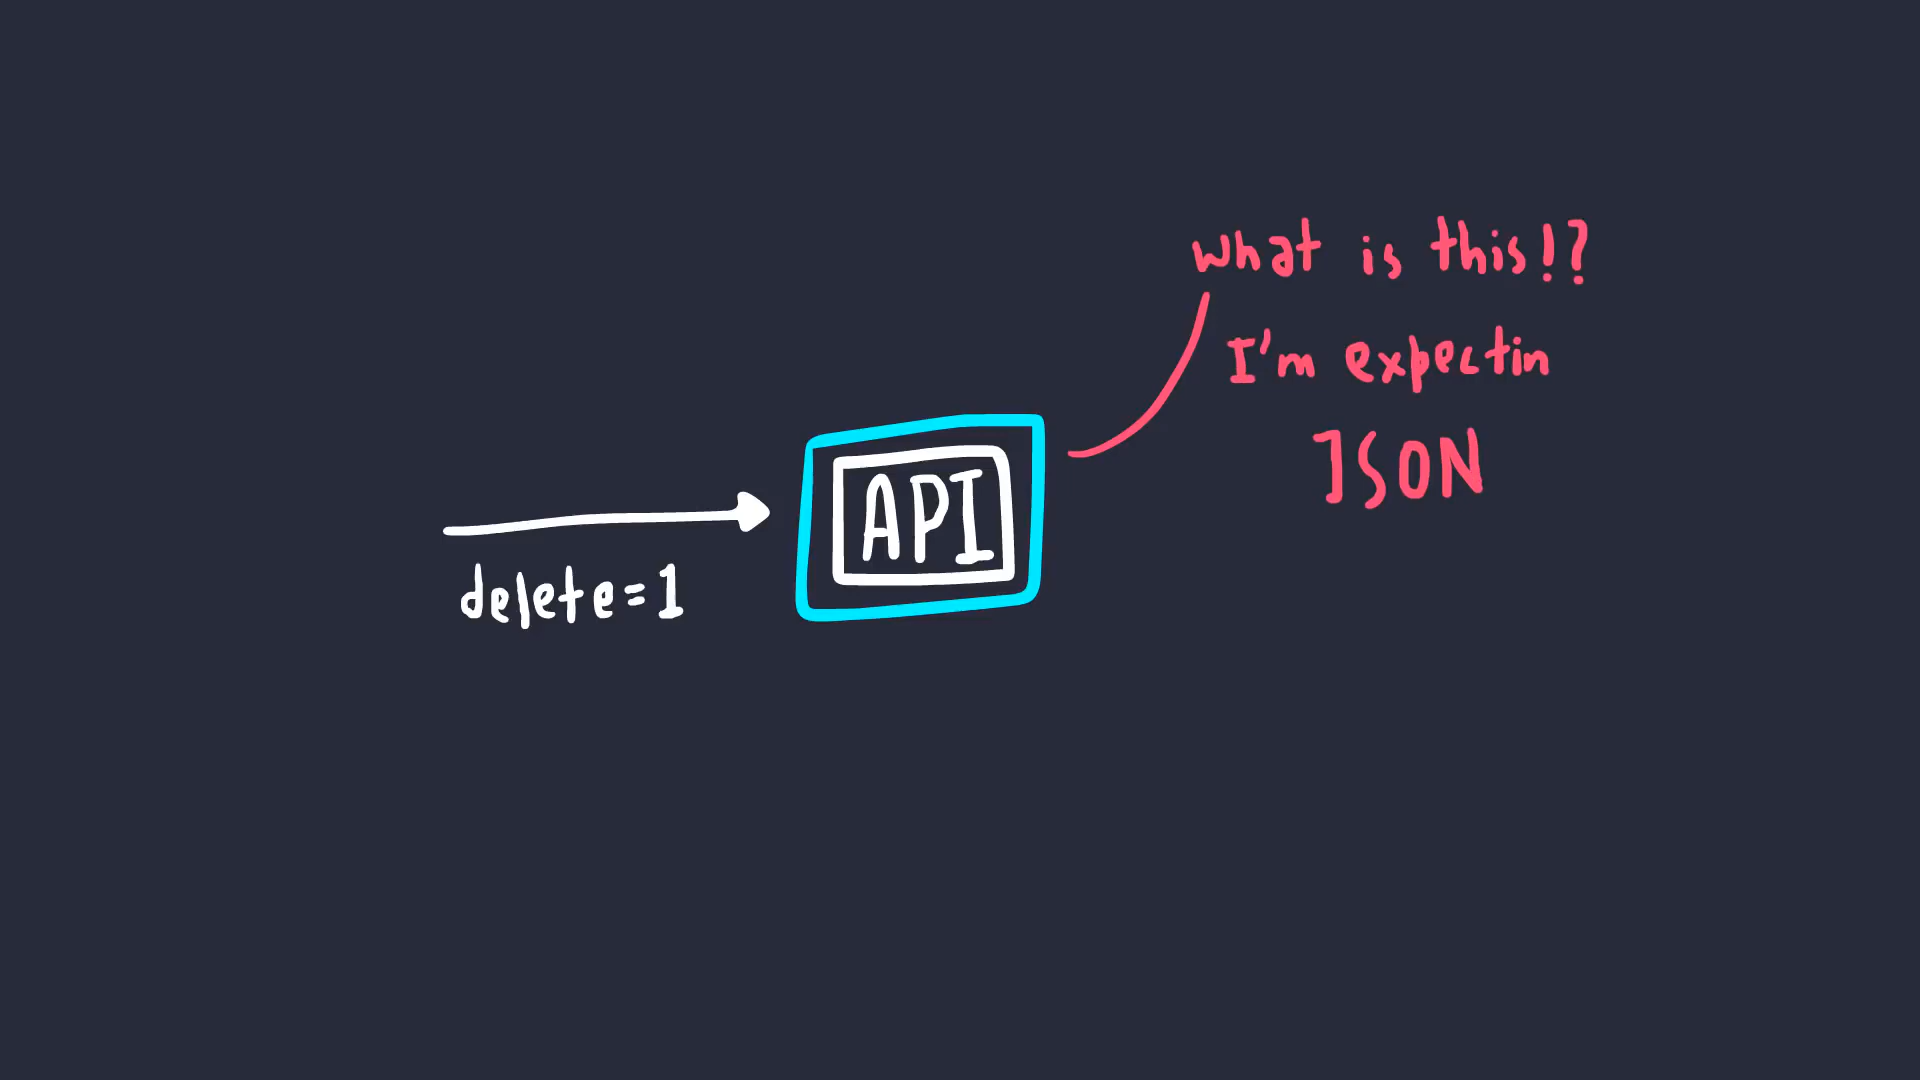 what is this!?
I'm expectin
JSON
API
delete=1